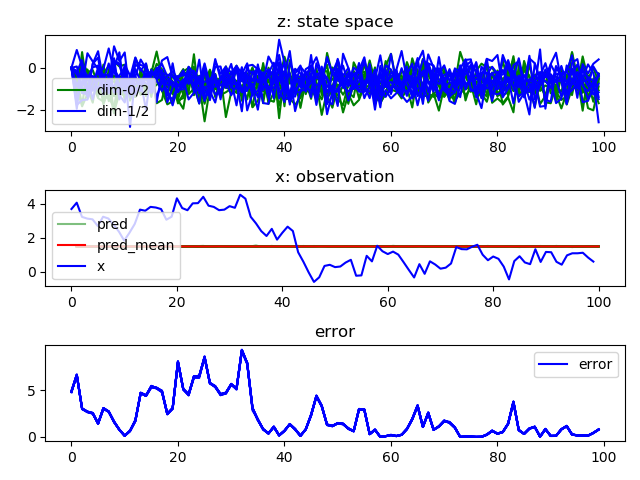 z: state space
0
−2
dim-0/2
dim-1/2
0
20
40
60
80
100
x: observation
4
2
0
pred
pred_mean
x
0
20
40
60
80
100
error
5
0
error
0
20
40
60
80
100